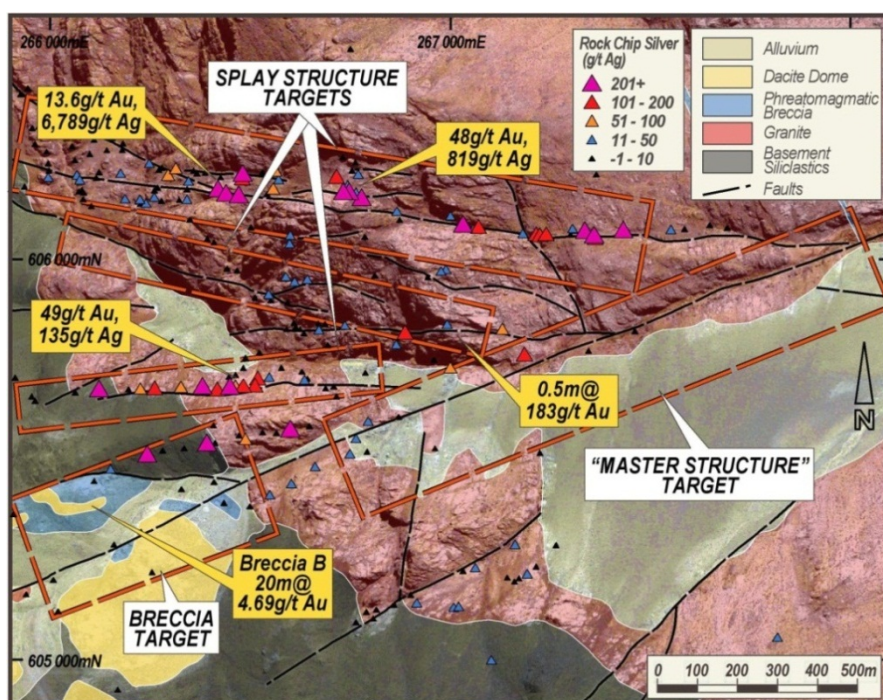 266 000mE
267 000mE
SPLAY STRUCTURE
TARGETS
13.6g/t Au,
6,789g/t Ag
48g/t Au,
819g/t Ag
Rock Chip Silver
(g/t Ag)
201+
101 - 200
51 - 100
11 - 50
-1 - 10
Alluvium
Dacite Dome
Phreatomagmatic
Breccia
Granite
Basement
Siliclastics
Faults
606 000mN
49g/t Au,
135g/t Ag
0.5m@
183g/t Au
N
"MASTER STRUCTURE"
TARGET
Breccia B
20m@
4.69g/t Au
BRECCIA
TARGET
605 000mN
0 100 200 300 400 500m